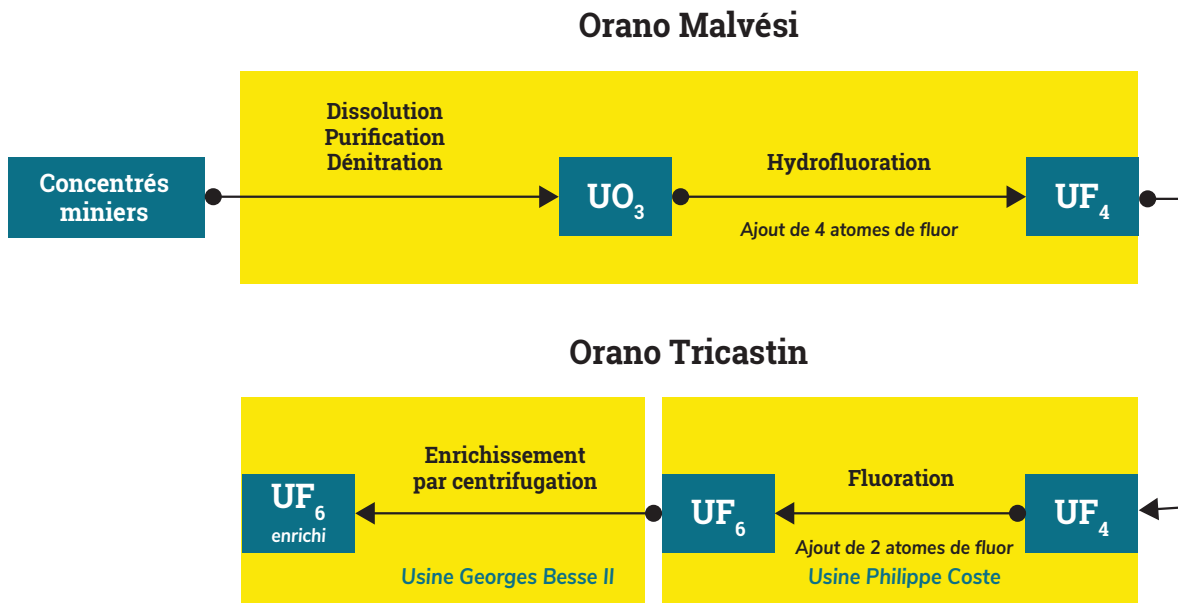 Orano Malvési
Dissolution
Purification
Dénitration
Concentrés
miniers
UO₃
Hydrofluoration
Ajout de 4 atomes de fluor
UF₄
Orano Tricastin
UF₆
enrichi
Enrichissement
par centrifugation
Usine Georges Besse II
UF₆
Fluoration
Ajout de 2 atomes de fluor
Usine Philippe Coste
UF₄